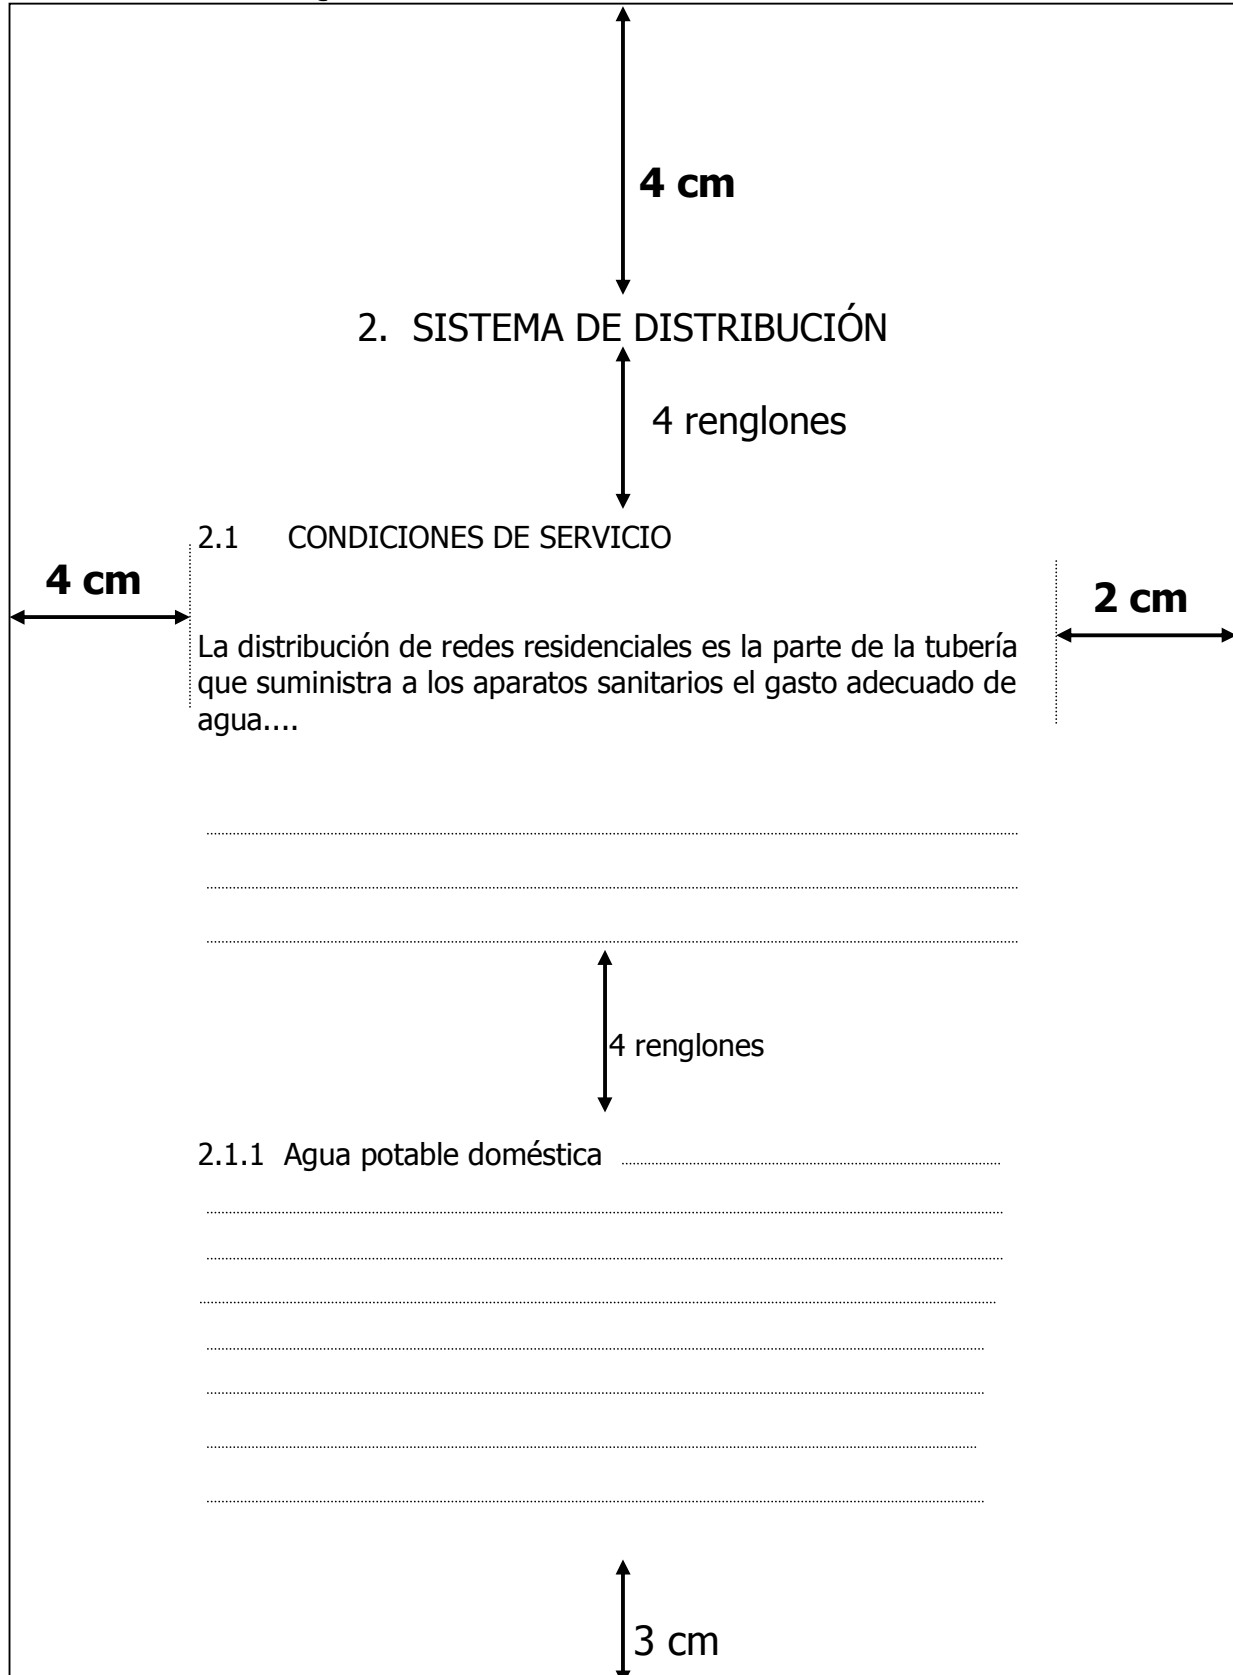 4 cm
2. SISTEMA DE DISTRIBUCIÓN
4 renglones
2.1 CONDICIONES DE SERVICIO
4 cm
2 cm
La distribución de redes residenciales es la parte de la tubería
que suministra a los aparatos sanitarios el gasto adecuado de
agua....
4 renglones
2.1.1 Agua potable doméstica
3 cm